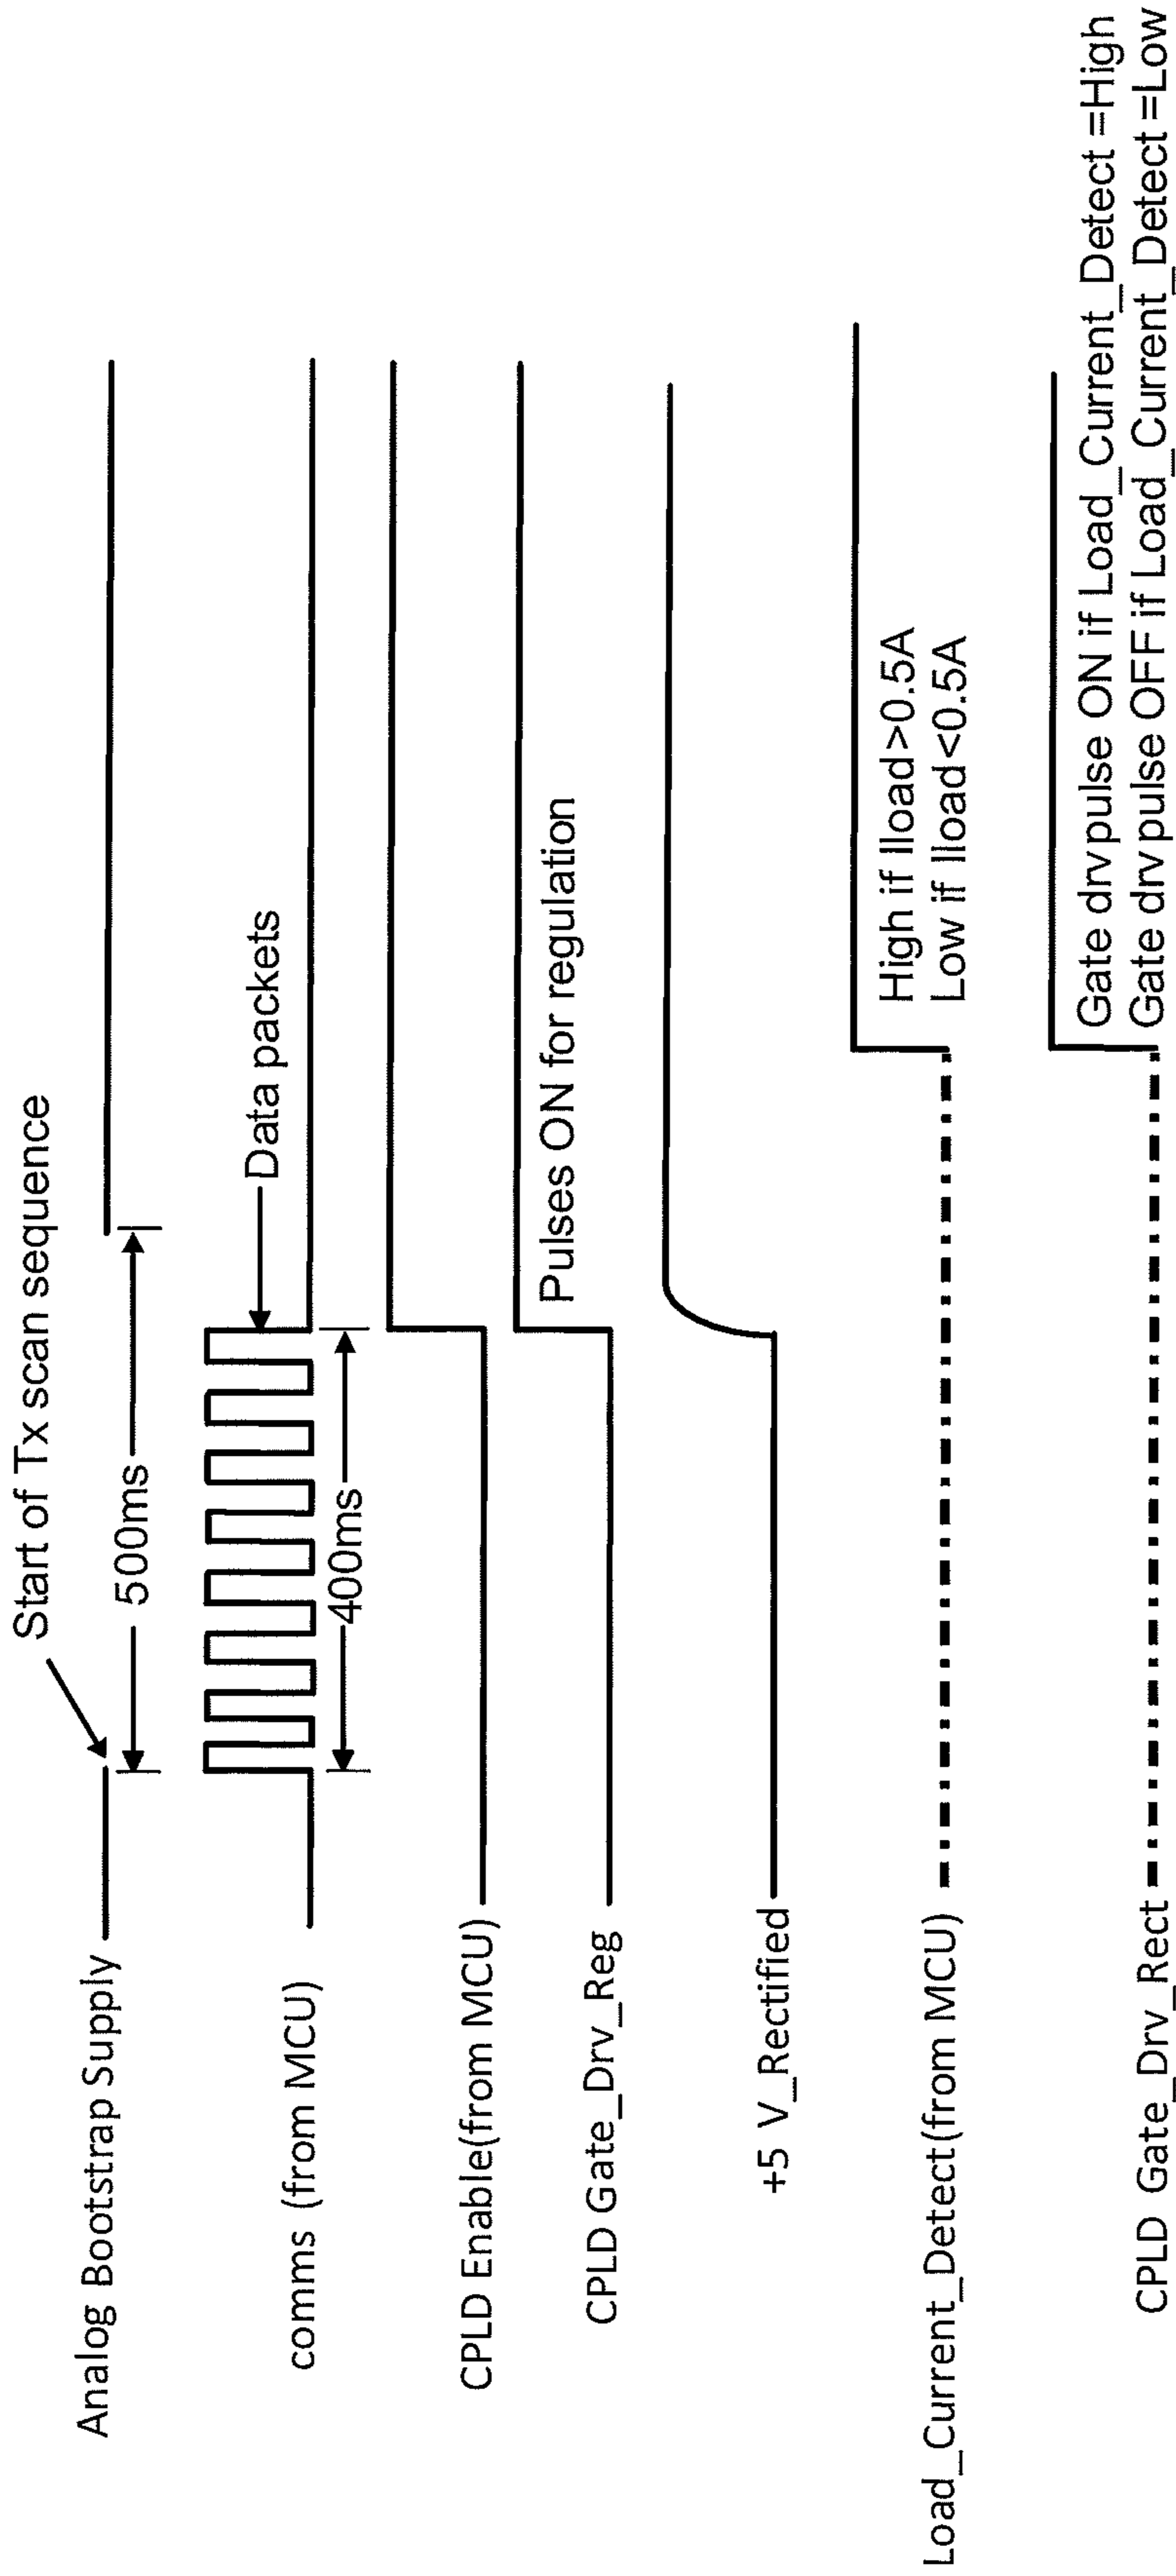 Start of Tx scan sequence
Analog Bootstrap Supply
500ms
comms (from MCU)
Data packets
400ms
CPLD Enable(from MCU)
CPLD Gate_Drv_Reg
Pulses ON for regulation
+5 V_Rectified
Load_Current_Detect(from MCU)
High if Iload>0.5A
Low if Iload<0.5A
CPLD Gate_Drv_Rect
Gate drvpulse ON if Load_Current_Detect=High
Gate drvpulse OFF if Load_Current_Detect=Low